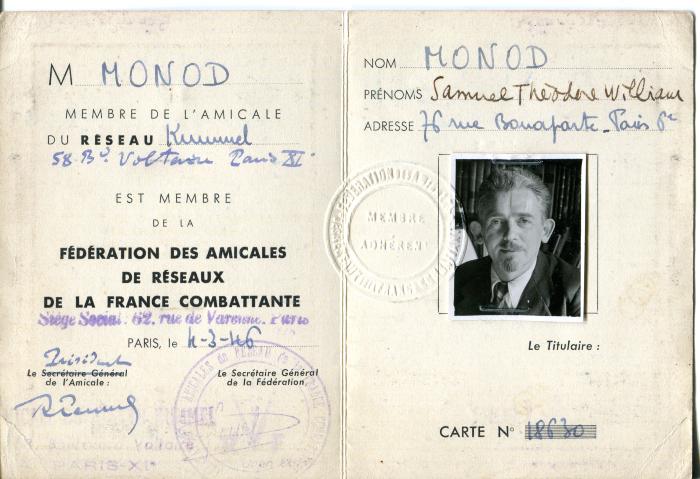 M MONOD
MEMBRE DE L'AMICALE
DU RÉSEAU Kummel
58 Bd Voltaire Paris XI
EST MEMBRE
DE LA
FÉDÉRATION DES AMICALES
DE RÉSEAUX
DE LA FRANCE COMBATTANTE
Siège Social. 62, rue de Varenne. Paris
PARIS, le 4-3-46
Président
Le Secrétaire Général
de l'Amicale :
Le Secrétaire Général
de la Fédération.
PARIS-XI
NOM MONOD
PRÉNOMS Samuel Théodore William
ADRESSE 76 rue Bonaparte - Paris 6e
MEMBRE
ADHÉRENT
Le Titulaire :
CARTE N° 18630